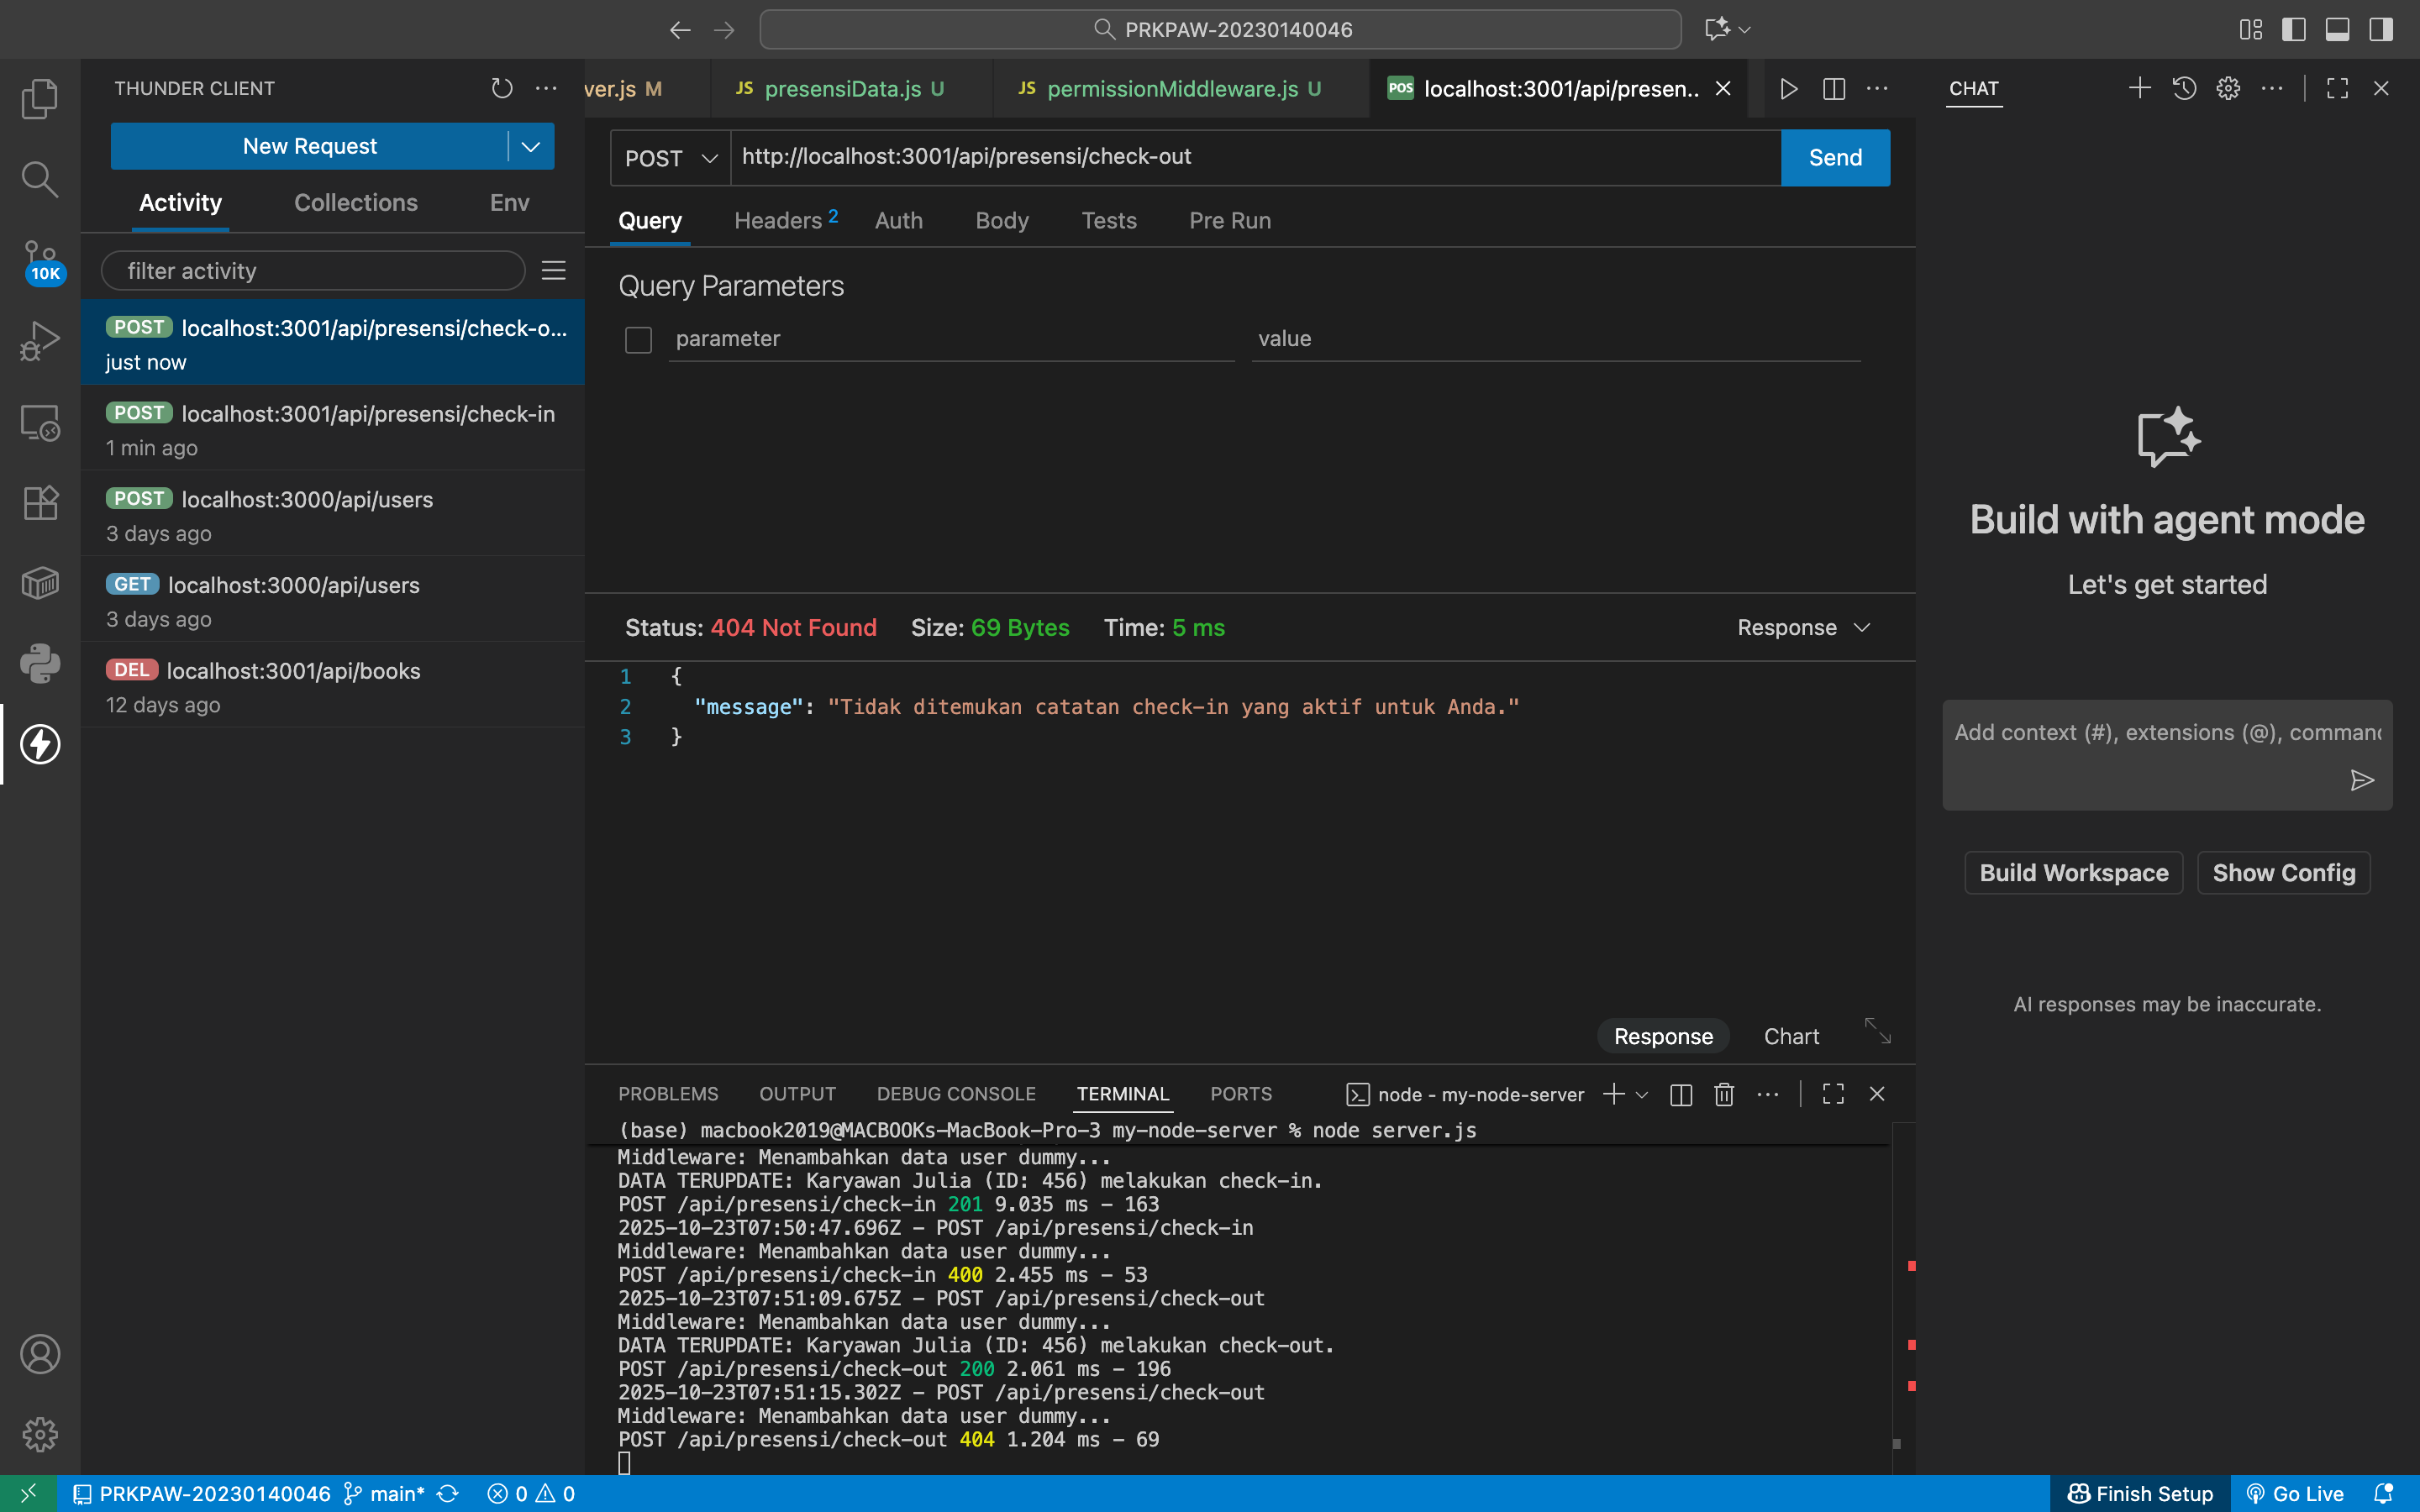 PRKPAW-20230140046
THUNDER CLIENT
New Request
Activity Collections Env
filter activity
POST localhost:3001/api/presensi/check-o...
just now
POST localhost:3001/api/presensi/check-in
1 min ago
POST localhost:3000/api/users
3 days ago
GET localhost:3000/api/users
3 days ago
DEL localhost:3001/api/books
12 days ago
10K
ver.js M
JS presensiData.js U
JS permissionMiddleware.js U
POS localhost:3001/api/presen..
POST http://localhost:3001/api/presensi/check-out Send
Query Headers 2 Auth Body Tests Pre Run
Query Parameters
parameter value
Status: 404 Not Found Size: 69 Bytes Time: 5 ms Response
1 {
2 "message": "Tidak ditemukan catatan check-in yang aktif untuk Anda."
3 }
Response Chart
PROBLEMS OUTPUT DEBUG CONSOLE TERMINAL PORTS node - my-node-server
(base) macbook2019@MACBOOKs-MacBook-Pro-3 my-node-server % node server.js
Middleware: Menambahkan data user dummy...
DATA TERUPDATE: Karyawan Julia (ID: 456) melakukan check-in.
POST /api/presensi/check-in 201 9.035 ms - 163
2025-10-23T07:50:47.696Z - POST /api/presensi/check-in
Middleware: Menambahkan data user dummy...
POST /api/presensi/check-in 400 2.455 ms - 53
2025-10-23T07:51:09.675Z - POST /api/presensi/check-out
Middleware: Menambahkan data user dummy...
DATA TERUPDATE: Karyawan Julia (ID: 456) melakukan check-out.
POST /api/presensi/check-out 200 2.061 ms - 196
2025-10-23T07:51:15.302Z - POST /api/presensi/check-out
Middleware: Menambahkan data user dummy...
POST /api/presensi/check-out 404 1.204 ms - 69
CHAT
Build with agent mode
Let's get started
Add context (#), extensions (@), comman
Build Workspace Show Config
AI responses may be inaccurate.
PRKPAW-20230140046 main* 0 0 Finish Setup Go Live